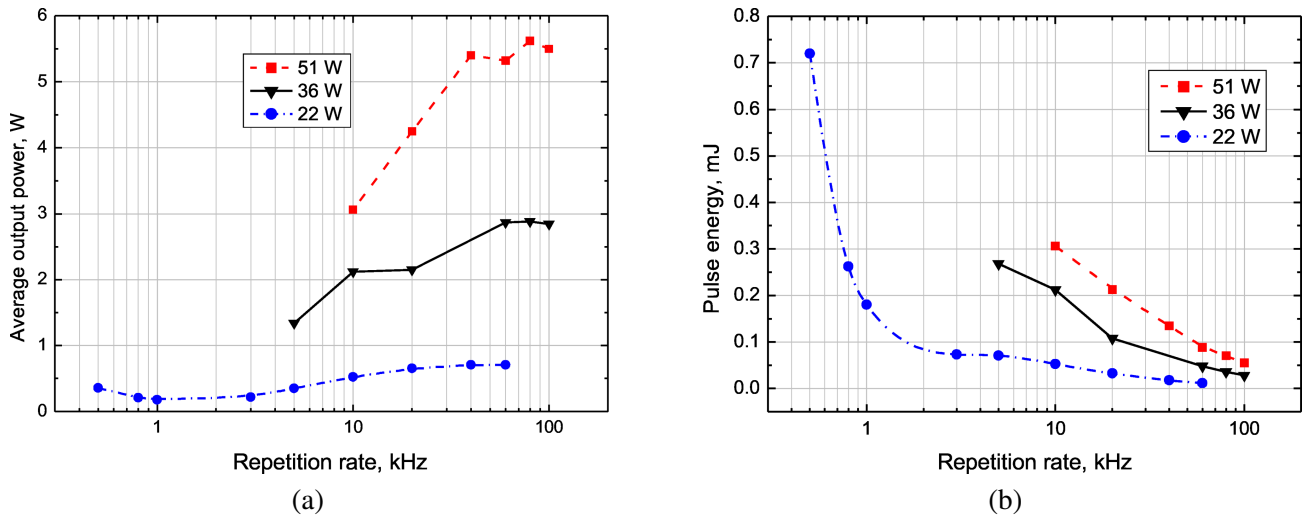 6
5
4
3
2
1
0
Average output power, W
51 W
36 W
22 W
1
10
100
Repetition rate, kHz
(a)
0.8
0.7
0.6
0.5
0.4
0.3
0.2
0.1
0.0
Pulse energy, mJ
51 W
36 W
22 W
1
10
100
Repetition rate, kHz
(b)